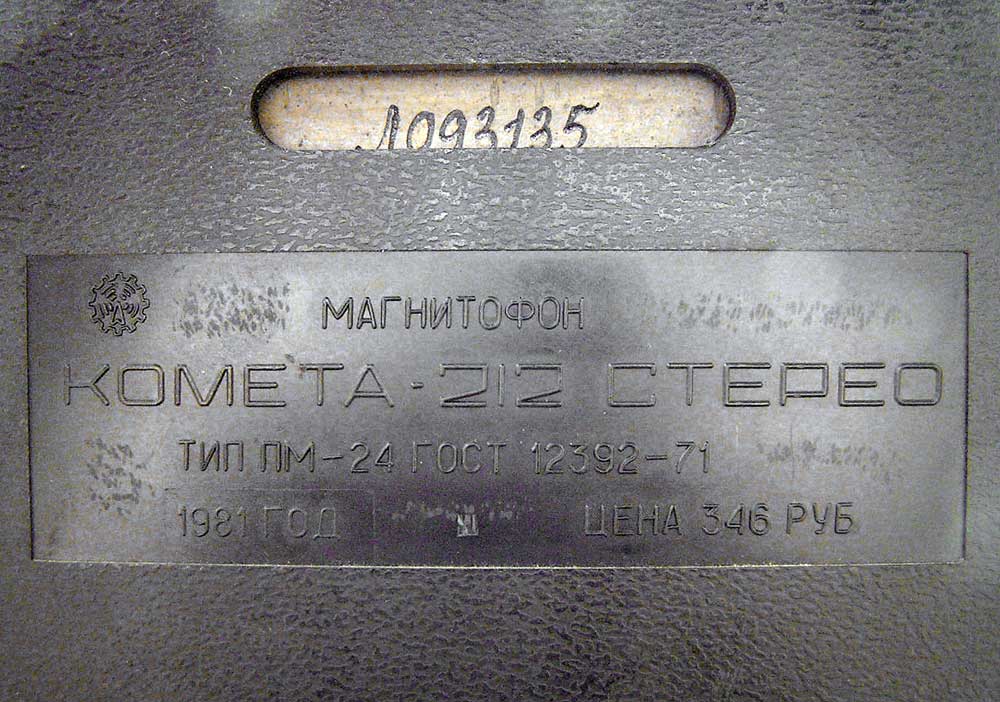 Л093135
МАГНИТОФОН
КОМЕТА-212 СТЕРЕО
ТИП ПМ-24 ГОСТ 12392-71
1981 ГОД ЦЕНА 346 РУБ